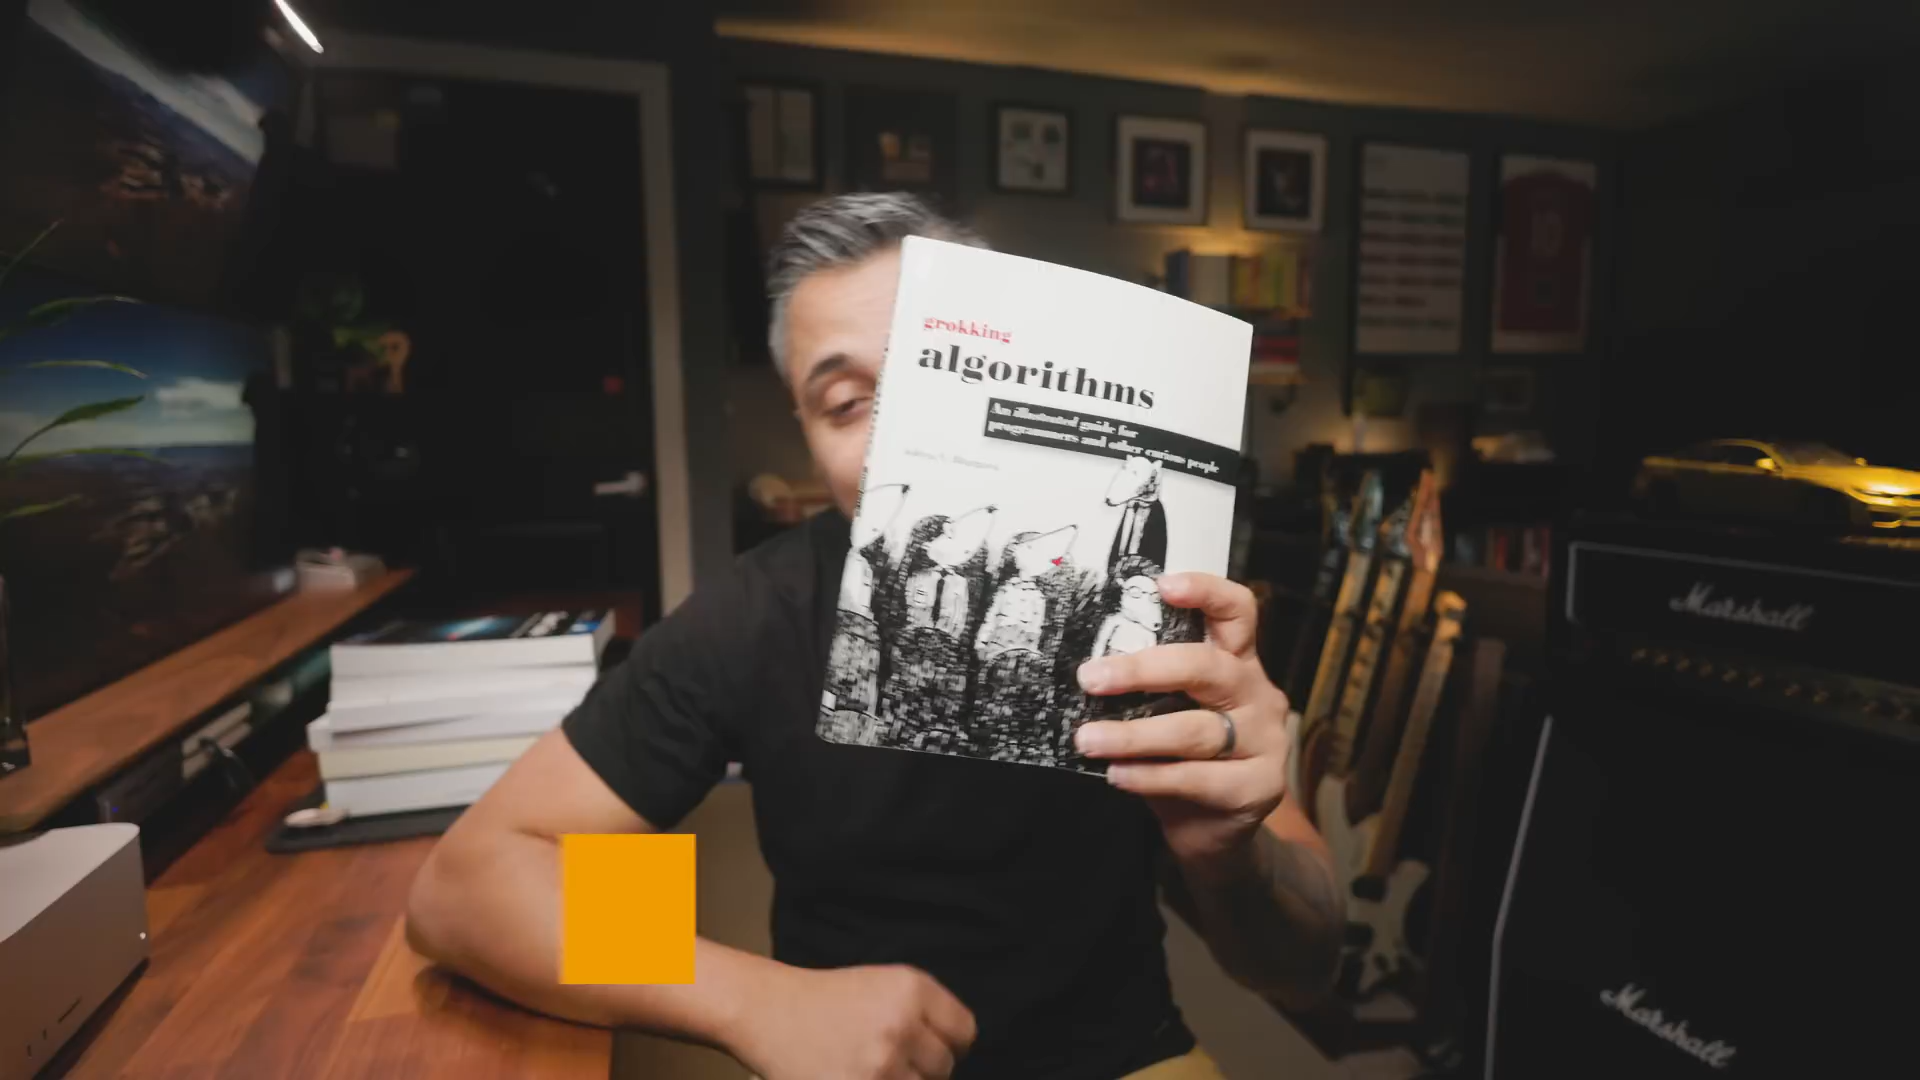 grokking
algorithms
An illustrated guide for
programmers and other curious people
Marshall
Marshall